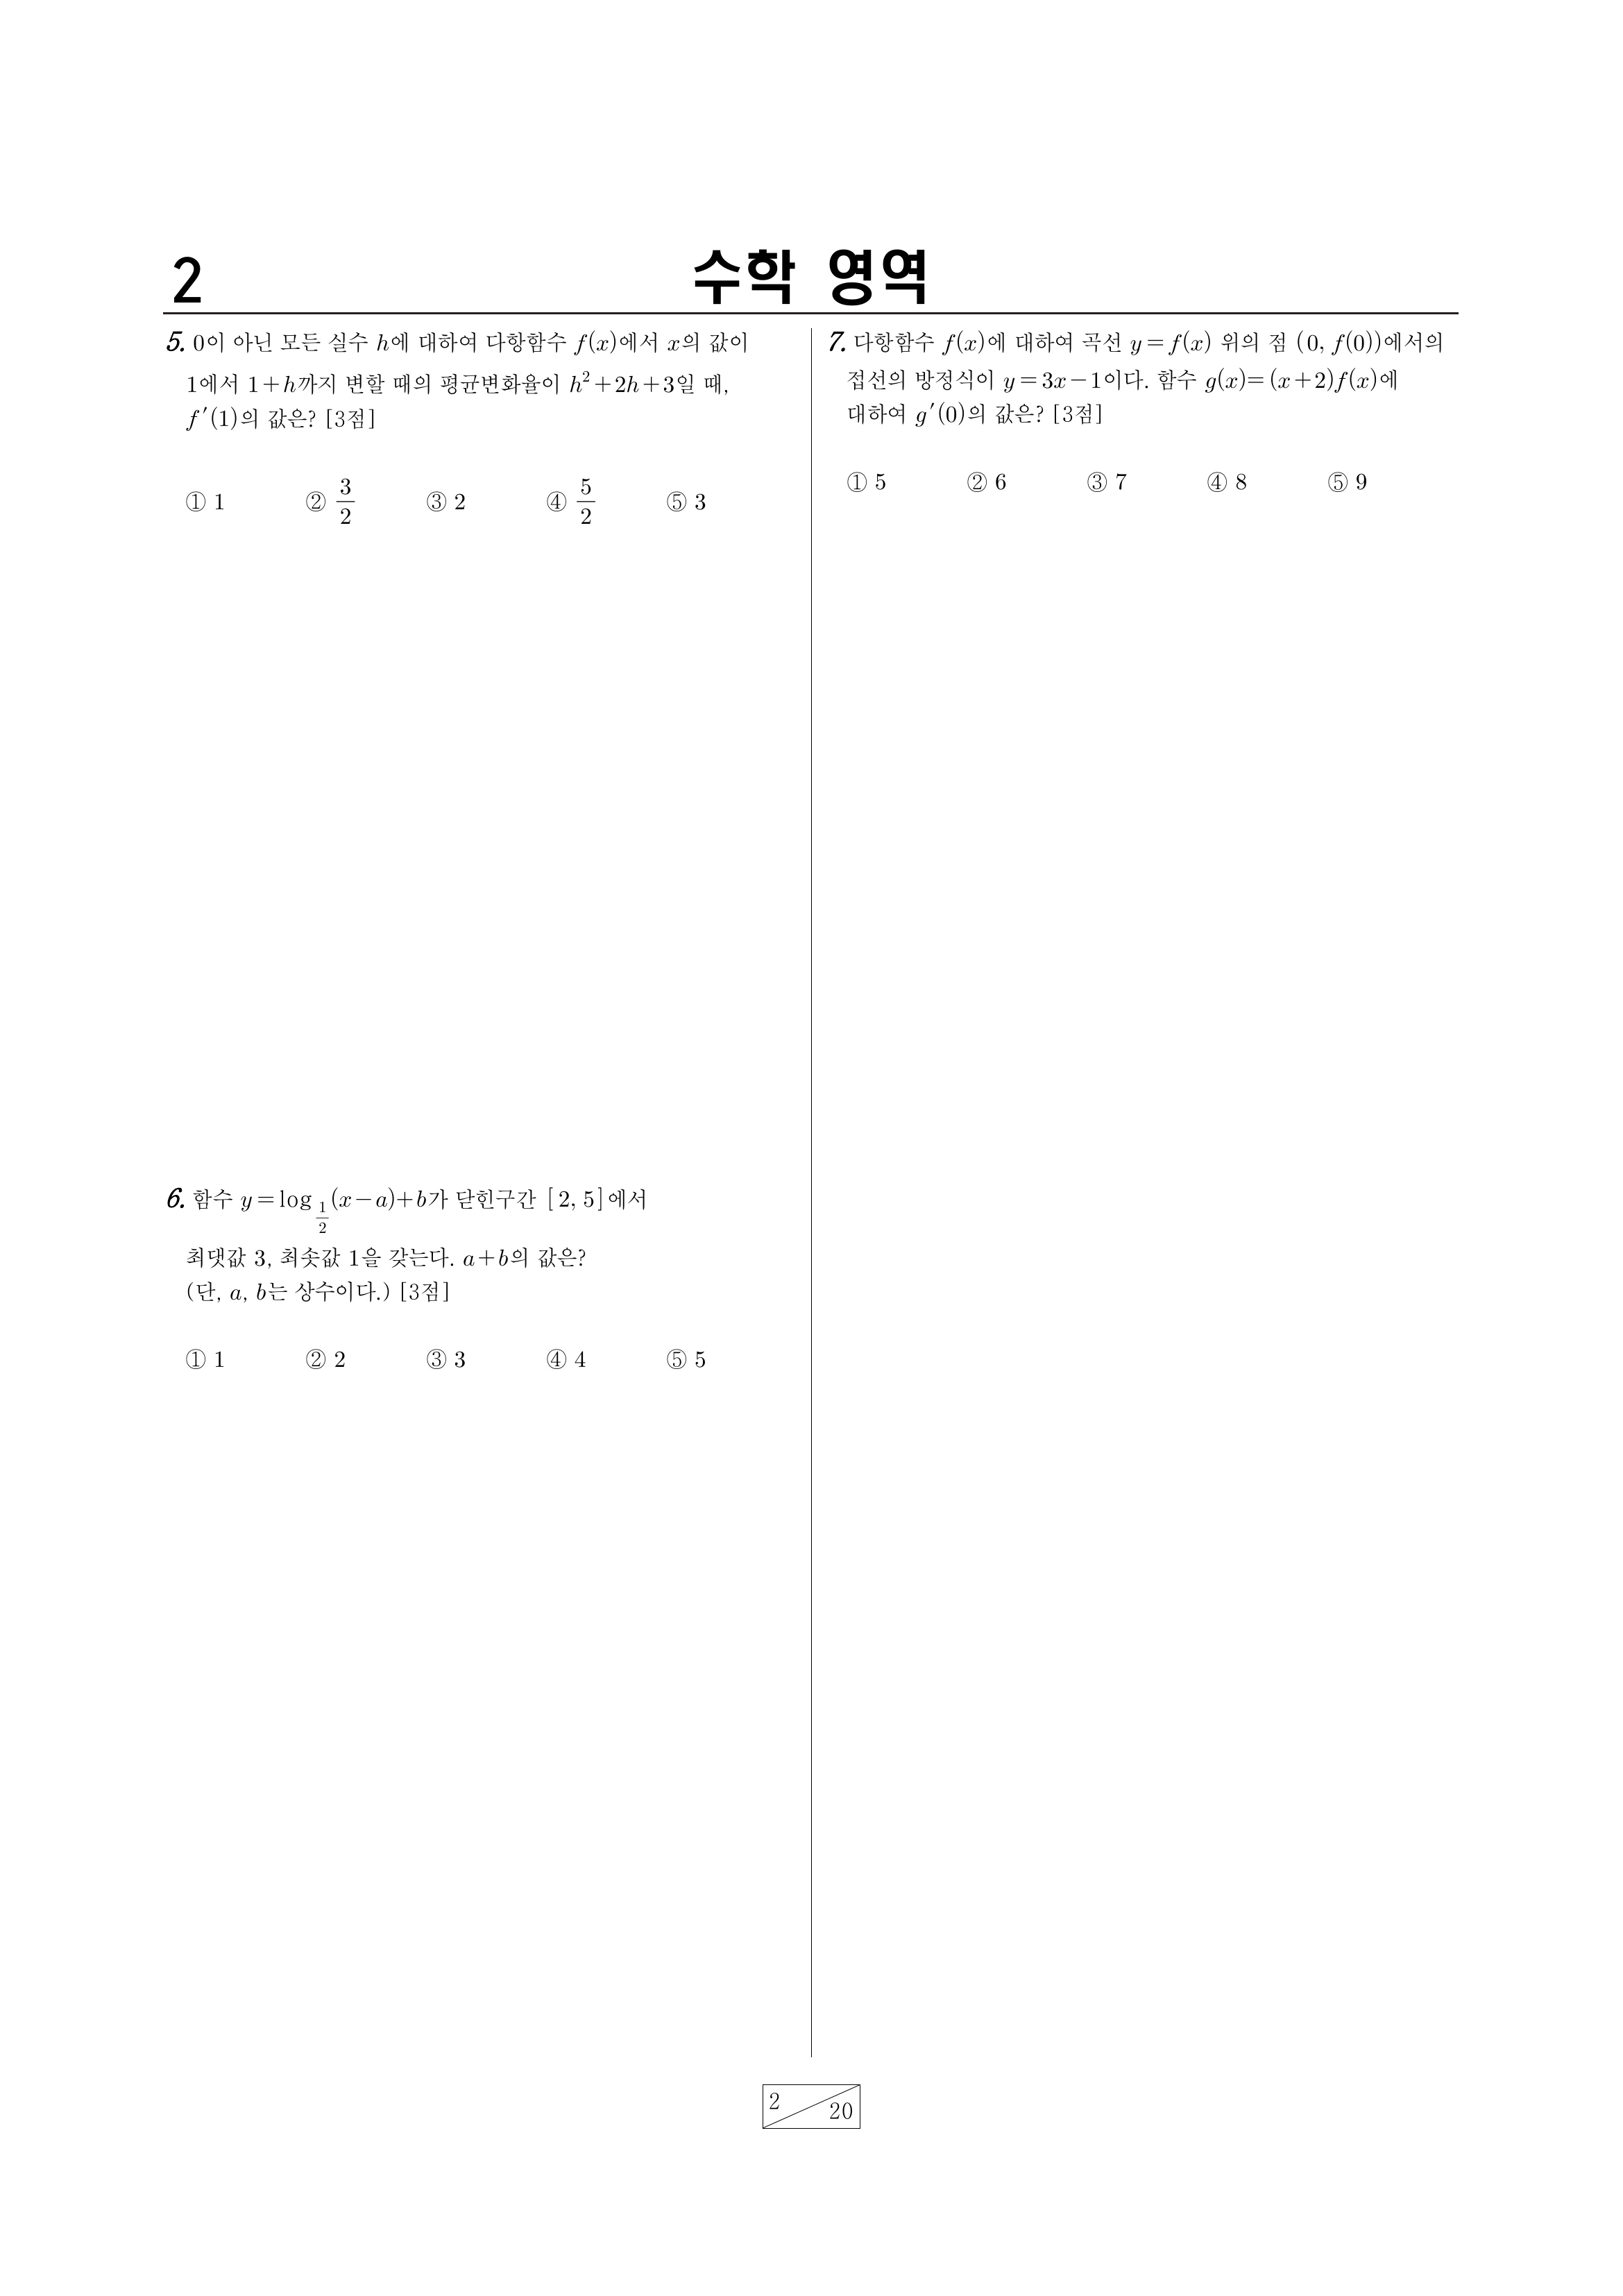 2
수학 영역
5. 0이 아닌 모든 실수 h에 대하여 다항함수 f(x)에서 x의 값이
1에서 1+h까지 변할 때의 평균변화율이 h²+2h+3일 때,
f′(1)의 값은? [3점]
① 1 ② 3/2 ③ 2 ④ 5/2 ⑤ 3
6. 함수 y=log_{1/2}(x−a)+b가 닫힌구간 [2, 5]에서
최댓값 3, 최솟값 1을 갖는다. a+b의 값은?
(단, a, b는 상수이다.) [3점]
① 1 ② 2 ③ 3 ④ 4 ⑤ 5
7. 다항함수 f(x)에 대하여 곡선 y=f(x) 위의 점 (0, f(0))에서의
접선의 방정식이 y=3x−1이다. 함수 g(x)=(x+2)f(x)에
대하여 g′(0)의 값은? [3점]
① 5 ② 6 ③ 7 ④ 8 ⑤ 9
2
20